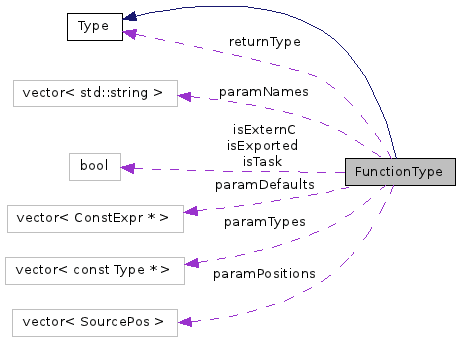 Type
returnType
vector< std::string >
paramNames
isExternC
isExported
isTask
bool
FunctionType
paramDefaults
vector< ConstExpr * >
paramTypes
vector< const Type * >
paramPositions
vector< SourcePos >